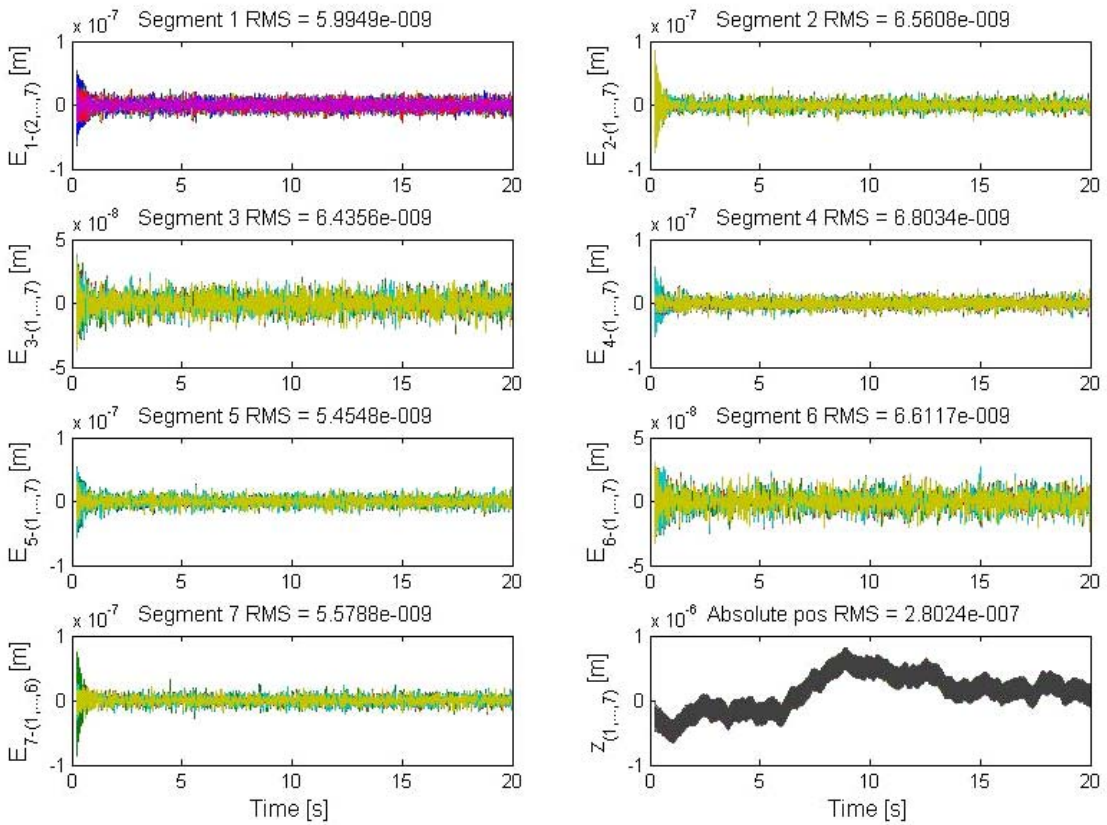 x 10^-7 Segment 1 RMS = 5.9949e-009
E_1-(2,...,7) [m]
1
0
-1
0 5 10 15 20
x 10^-7 Segment 2 RMS = 6.5608e-009
E_2-(1,...,7) [m]
1
0
-1
0 5 10 15 20
x 10^-8 Segment 3 RMS = 6.4356e-009
E_3-(1,...,7) [m]
5
0
-5
0 5 10 15 20
x 10^-7 Segment 4 RMS = 6.8034e-009
E_4-(1,...,7) [m]
1
0
-1
0 5 10 15 20
x 10^-7 Segment 5 RMS = 5.4548e-009
E_5-(1,...,7) [m]
1
0
-1
0 5 10 15 20
x 10^-8 Segment 6 RMS = 6.6117e-009
E_6-(1,...,7) [m]
5
0
-5
0 5 10 15 20
x 10^-7 Segment 7 RMS = 5.5788e-009
E_7-(1,...,6) [m]
1
0
-1
0 5 10 15 20
Time [s]
x 10^-6 Absolute pos RMS = 2.8024e-007
z_(1,...,7) [m]
1
0
-1
0 5 10 15 20
Time [s]